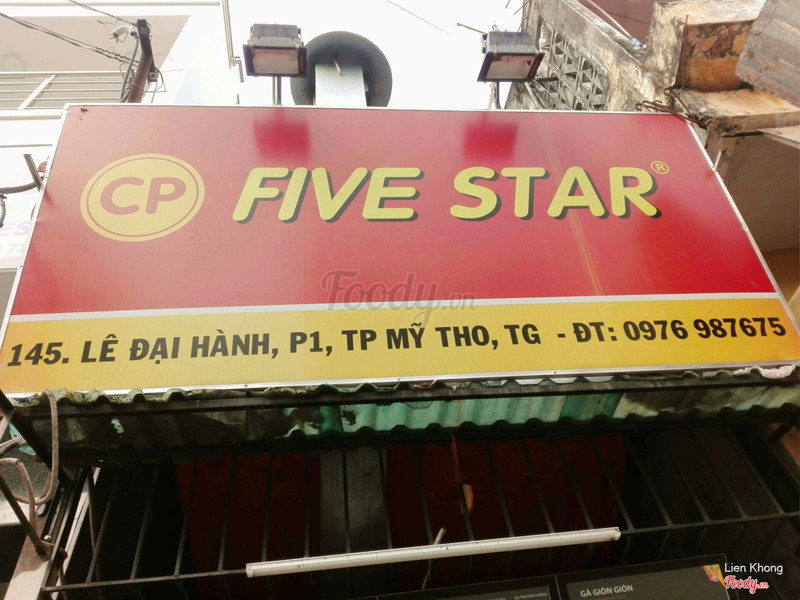 CP FIVE STAR®
Foody.vn
145. LÊ ĐẠI HÀNH, P1, TP MỸ THO, TG - ĐT: 0976 987675
GÀ GIÒN GIÒN
Lien Khong
Foody.vn